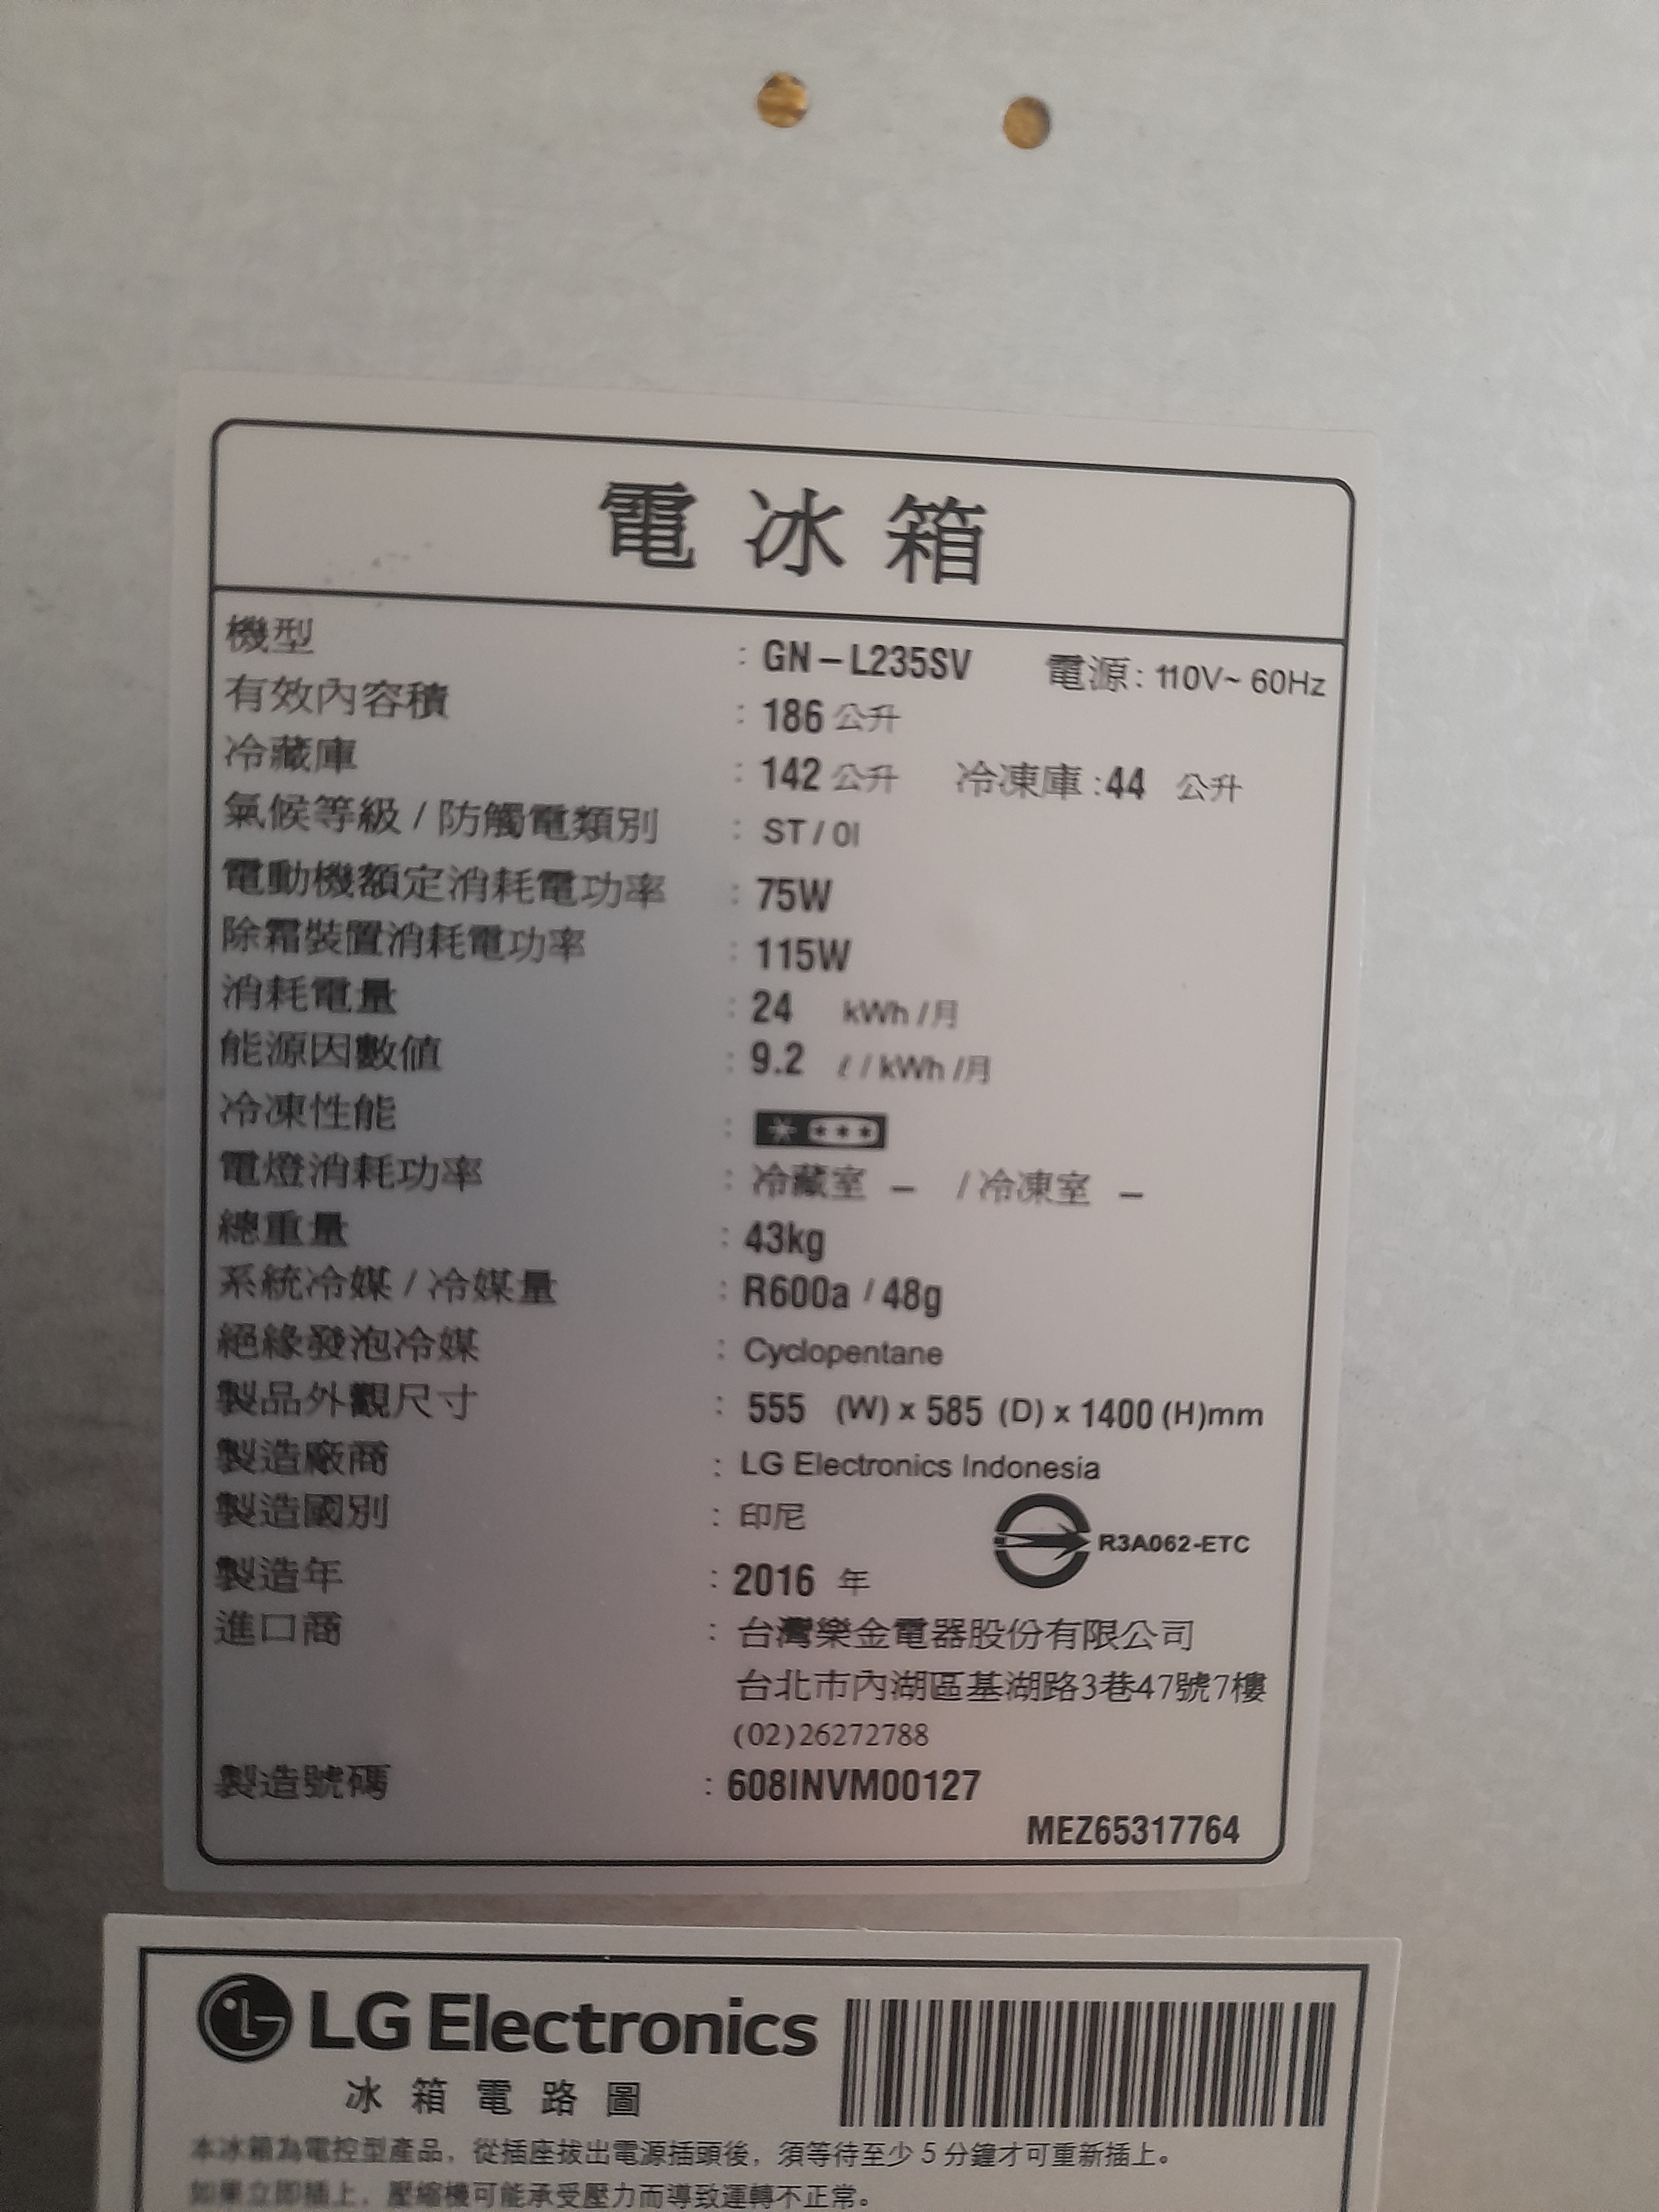 電冰箱
機型 : GN-L235SV 電源: 110V~ 60Hz
有效內容積 : 186 公升
冷藏庫 : 142 公升 冷凍庫 :44 公升
氣候等級 / 防觸電類別 : ST / 0I
電動機額定消耗電功率 : 75W
除霜裝置消耗電功率 : 115W
消耗電量 : 24 kWh /月
能源因數值 : 9.2 ℓ / kWh /月
冷凍性能 : * ***
電燈消耗功率 : 冷藏室 – / 冷凍室 –
總重量 : 43kg
系統冷媒 / 冷媒量 : R600a / 48g
絕緣發泡冷媒 : Cyclopentane
製品外觀尺寸 : 555 (W) x 585 (D) x 1400 (H)mm
製造廠商 : LG Electronics Indonesia
製造國別 : 印尼
R3A062-ETC
製造年 : 2016 年
進口商 : 台灣樂金電器股份有限公司
台北市內湖區基湖路3巷47號7樓
(02)26272788
製造號碼 : 608INVM00127
MEZ65317764
LG Electronics
冰箱電路圖
本冰箱為電控型產品，從插座拔出電源插頭後，須等待至少 5 分鐘才可重新插上。
如果立即插上，壓縮機可能承受壓力而導致運轉不正常。